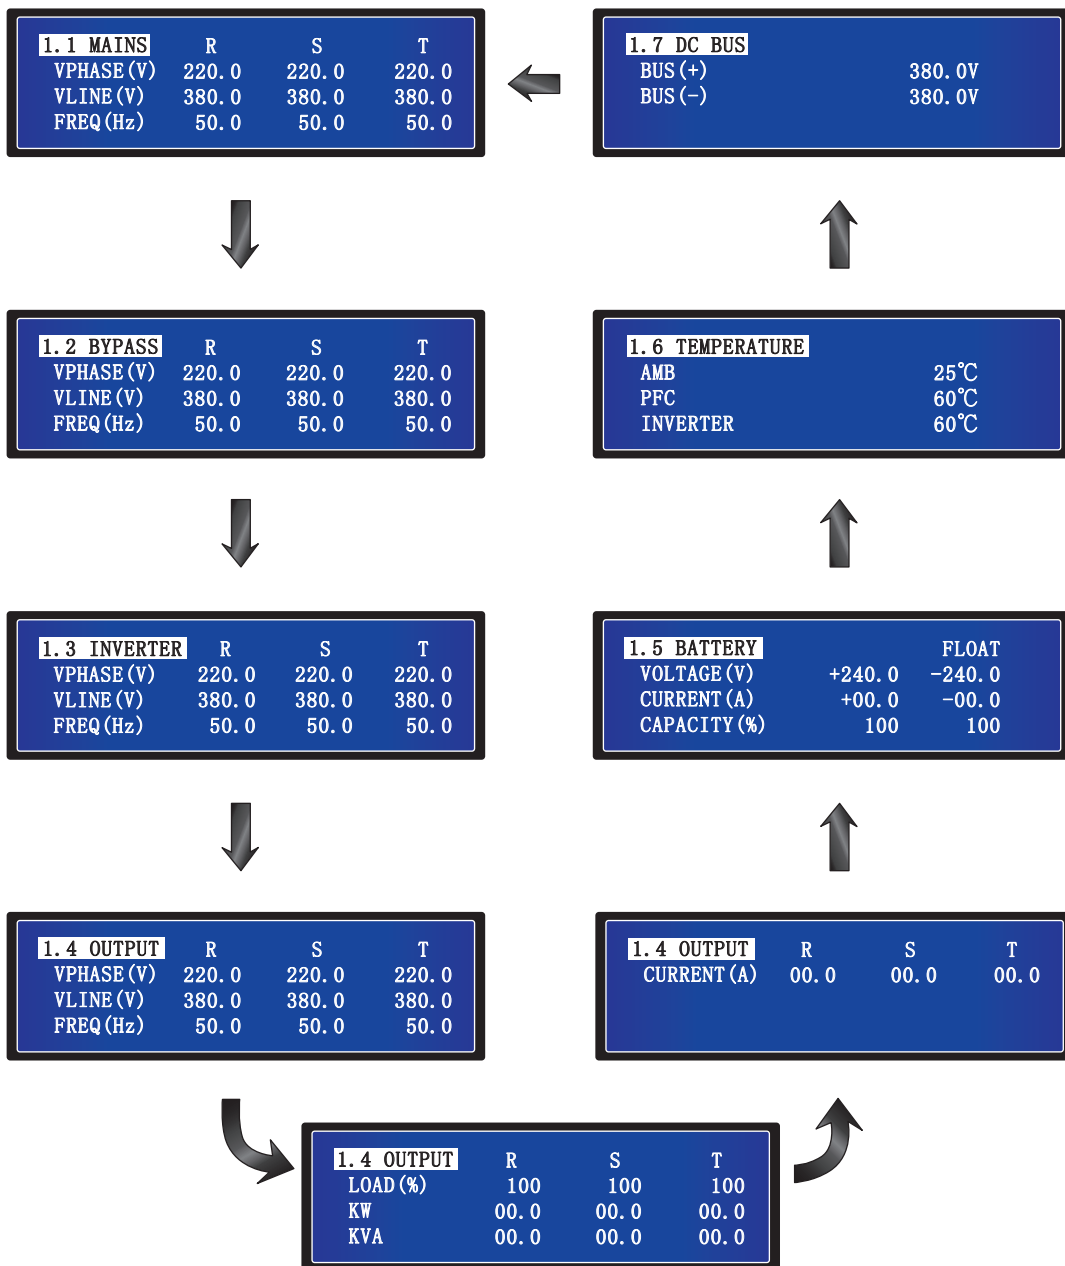 1.1 MAINS R S T
VPHASE(V) 220.0 220.0 220.0
VLINE(V) 380.0 380.0 380.0
FREQ(Hz) 50.0 50.0 50.0
1.2 BYPASS R S T
VPHASE(V) 220.0 220.0 220.0
VLINE(V) 380.0 380.0 380.0
FREQ(Hz) 50.0 50.0 50.0
1.3 INVERTER R S T
VPHASE(V) 220.0 220.0 220.0
VLINE(V) 380.0 380.0 380.0
FREQ(Hz) 50.0 50.0 50.0
1.4 OUTPUT R S T
VPHASE(V) 220.0 220.0 220.0
VLINE(V) 380.0 380.0 380.0
FREQ(Hz) 50.0 50.0 50.0
1.4 OUTPUT R S T
LOAD(%) 100 100 100
KW 00.0 00.0 00.0
KVA 00.0 00.0 00.0
1.4 OUTPUT R S T
CURRENT(A) 00.0 00.0 00.0
1.5 BATTERY FLOAT
VOLTAGE(V) +240.0 -240.0
CURRENT(A) +00.0 -00.0
CAPACITY(%) 100 100
1.6 TEMPERATURE
AMB 25℃
PFC 60℃
INVERTER 60℃
1.7 DC BUS
BUS(+) 380.0V
BUS(-) 380.0V